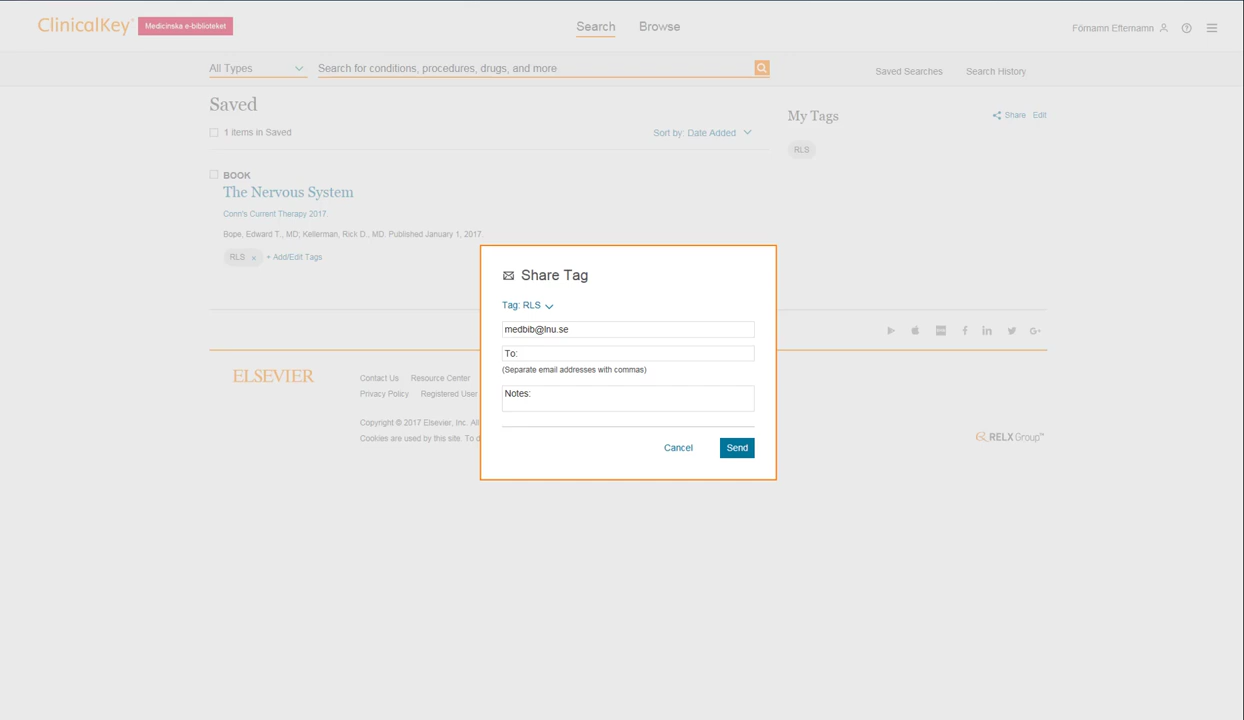 ClinicalKey® Medicinska e-biblioteket
Search Browse
Förnamn Efternamn
All Types
Search for conditions, procedures, drugs, and more
Saved Searches Search History
Saved
1 items in Saved
Sort by: Date Added
My Tags
Share Edit
RLS
BOOK
The Nervous System
Conn's Current Therapy 2017.
Bope, Edward T., MD; Kellerman, Rick D., MD. Published January 1, 2017.
RLS × + Add/Edit Tags
Share Tag
Tag: RLS
medbib@lnu.se
To:
(Separate email addresses with commas)
Notes:
Cancel Send
ELSEVIER
Contact Us Resource Center
Privacy Policy Registered User
Copyright © 2017 Elsevier, Inc. All
Cookies are used by this site. To d
RELX Group™